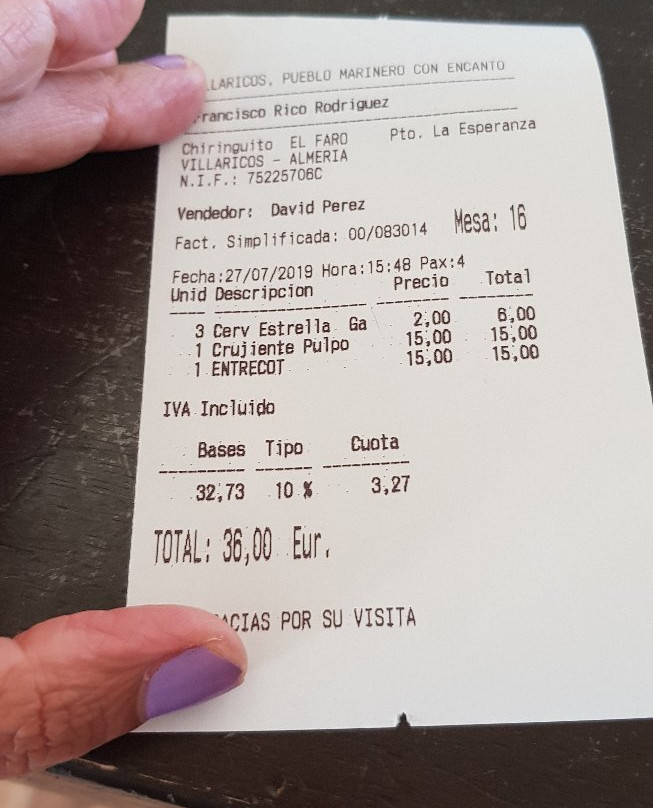 LLARICOS, PUEBLO MARINERO CON ENCANTO
Francisco Rico Rodriguez
Chiringuito EL FARO Pto. La Esperanza
VILLARICOS - ALMERIA
N.I.F.: 75225706C
Vendedor: David Perez
Fact. Simplificada: 00/083014 Mesa: 16
Fecha:27/07/2019 Hora:15:48 Pax:4
Unid Descripcion Precio Total
3 Cerv Estrella Ga 2,00 6,00
1 Crujiente Pulpo 15,00 15,00
1 ENTRECOT 15,00 15,00
IVA Incluido
Bases Tipo Cuota
32,73 10 % 3,27
TOTAL: 36,00 Eur.
ACIAS POR SU VISITA